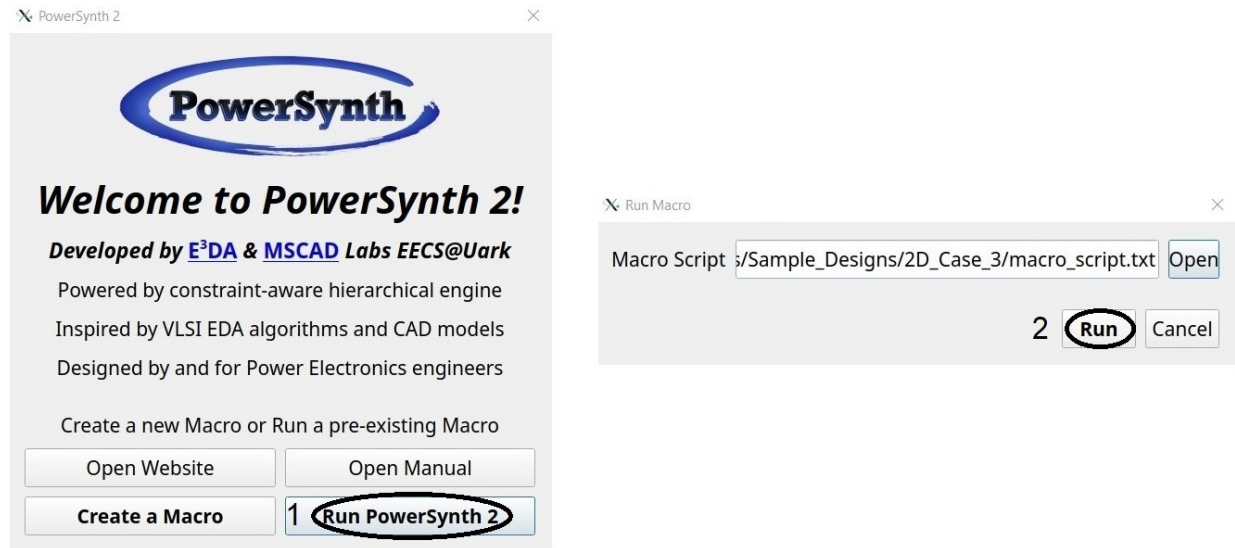 PowerSynth 2
PowerSynth
Welcome to PowerSynth 2!
Developed by E³DA & MSCAD Labs EECS@Uark
Powered by constraint-aware hierarchical engine
Inspired by VLSI EDA algorithms and CAD models
Designed by and for Power Electronics engineers
Create a new Macro or Run a pre-existing Macro
Open Website
Open Manual
Create a Macro
1 Run PowerSynth 2
Run Macro
Macro Script s/Sample_Designs/2D_Case_3/macro_script.txt Open
2 Run Cancel